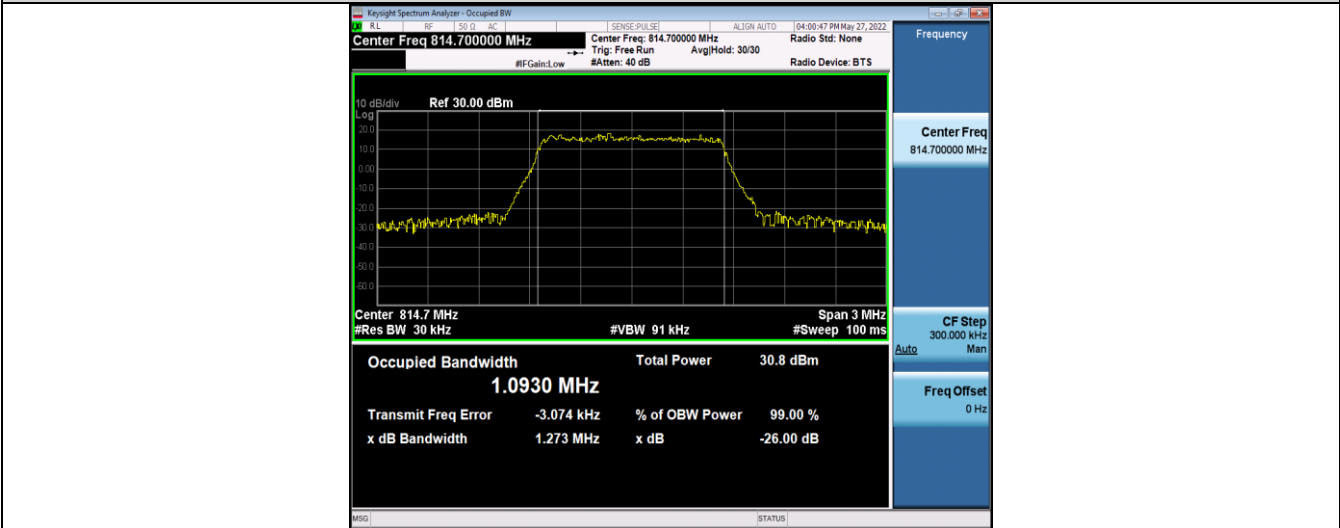 Keysight Spectrum Analyzer - Occupied BW
RL RF 50 Ω AC SENSE:PULSE ALIGN AUTO 04:00:47 PM May 27, 2022
Center Freq 814.700000 MHz
Center Freq: 814.700000 MHz Radio Std: None
Trig: Free Run Avg|Hold: 30/30
#IFGain:Low #Atten: 40 dB Radio Device: BTS
10 dB/div Ref 30.00 dBm
Log
20.0
10.0
0.00
-10.0
-20.0
-30.0
-40.0
-50.0
-60.0
Center 814.7 MHz Span 3 MHz
#Res BW 30 kHz #VBW 91 kHz #Sweep 100 ms
Occupied Bandwidth Total Power 30.8 dBm
1.0930 MHz
Transmit Freq Error -3.074 kHz % of OBW Power 99.00 %
x dB Bandwidth 1.273 MHz x dB -26.00 dB
Frequency
Center Freq
814.700000 MHz
CF Step
300.000 kHz
Auto Man
Freq Offset
0 Hz
MSG STATUS